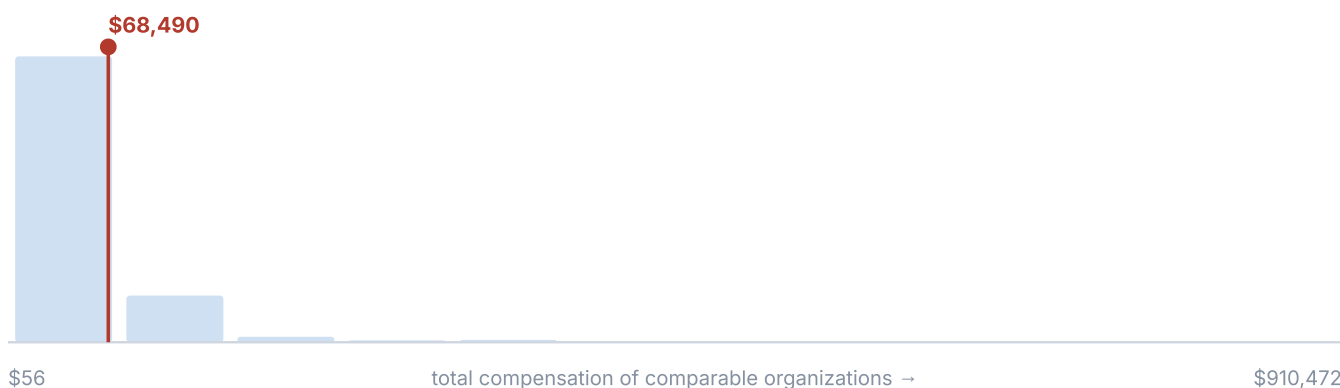 $68,490
$56 total compensation of comparable organizations → $910,472